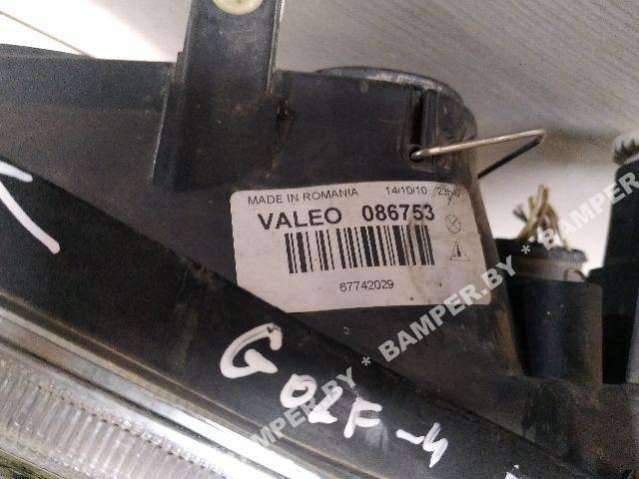 MADE IN ROMANIA 14/10/10
VALEO 086753
67742029
GOLF-4
* BAMPER.BY * BAMPER.BY * BAMPER.BY *